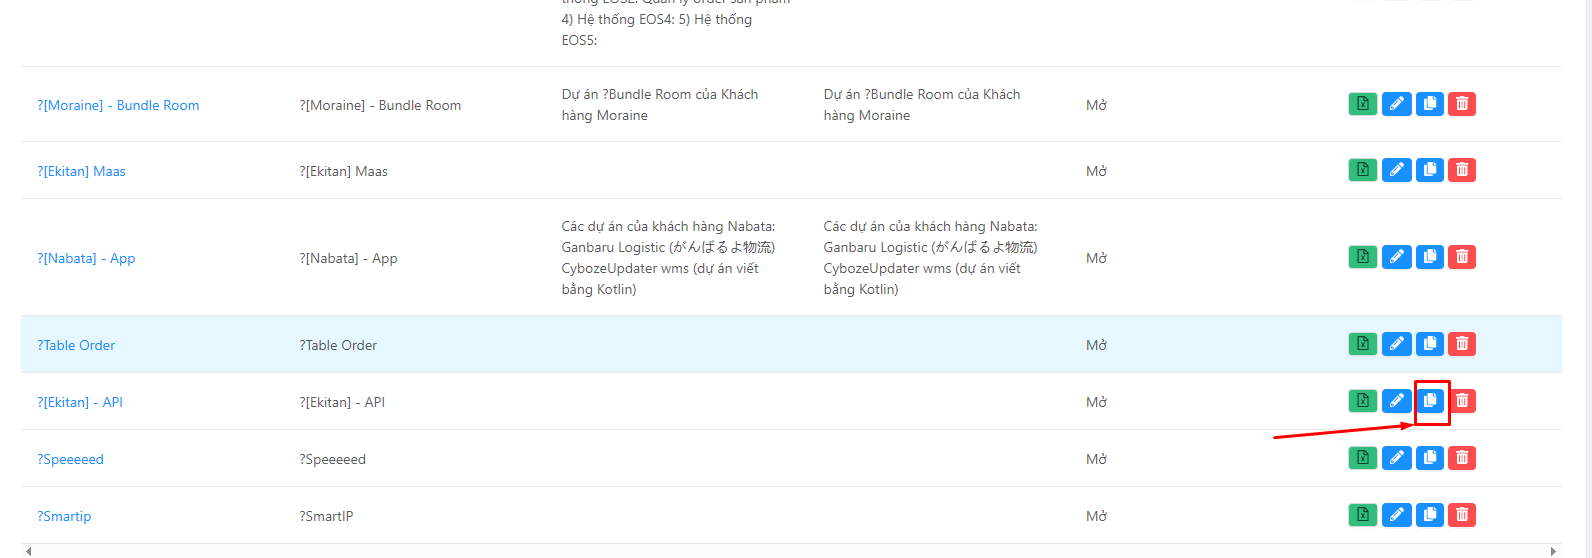 thống EOS2: Quản lý order sản phẩm
4) Hệ thống EOS4: 5) Hệ thống
EOS5:
?[Moraine] - Bundle Room
?[Moraine] - Bundle Room
Dự án ?Bundle Room của Khách
hàng Moraine
Dự án ?Bundle Room của Khách
hàng Moraine
Mở
?[Ekitan] Maas
?[Ekitan] Maas
Mở
?[Nabata] - App
?[Nabata] - App
Các dự án của khách hàng Nabata:
Ganbaru Logistic (がんばるよ物流)
CybozeUpdater wms (dự án viết
bằng Kotlin)
Các dự án của khách hàng Nabata:
Ganbaru Logistic (がんばるよ物流)
CybozeUpdater wms (dự án viết
bằng Kotlin)
Mở
?Table Order
?Table Order
Mở
?[Ekitan] - API
?[Ekitan] - API
Mở
?Speeeeed
?Speeeeed
Mở
?Smartip
?SmartIP
Mở